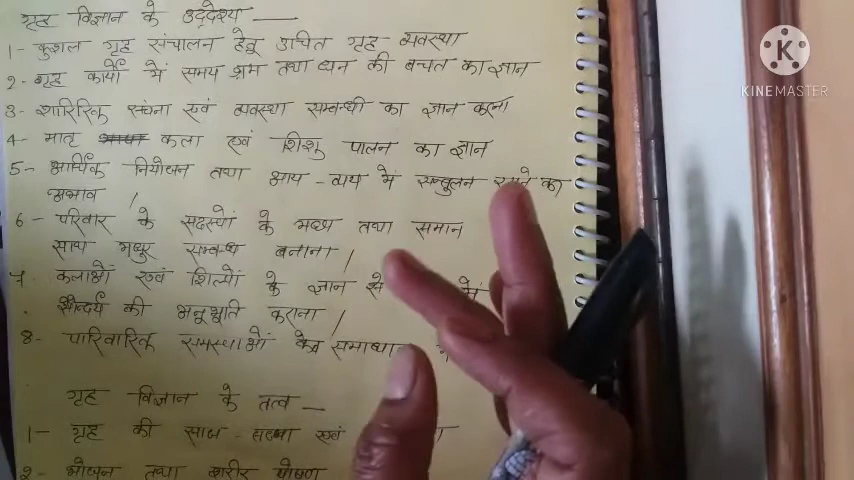 गृह विज्ञान के उद्देश्य —
1- कुशल गृह संचालन हेतु उचित गृह व्यवस्था
2- गृह कार्यों में समय श्रम तथा धन की बचत का ज्ञान
3- शारिरिक संरचना एवं व्यवस्था सम्बन्धी का ज्ञान करना
4- मातृ कला एवं शिशु पालन का ज्ञान
5- आर्थिक नियोजन तथा आय-व्यय में सन्तुलन का
अभाव /
6- परिवार के सदस्यों के मध्य तथा समान
साथ मधुर सम्बन्ध बनाना /
7- कलाओं एवं शिल्पों के ज्ञान से में
सौन्दर्य की अनुभूति कराना /
8- पारिवारिक समस्याओं के समाधान
गृह विज्ञान के तत्व —
1- गृह की साज-सज्जा एवं
2- भोजन तथा शरीर पोषण
KINEMASTER